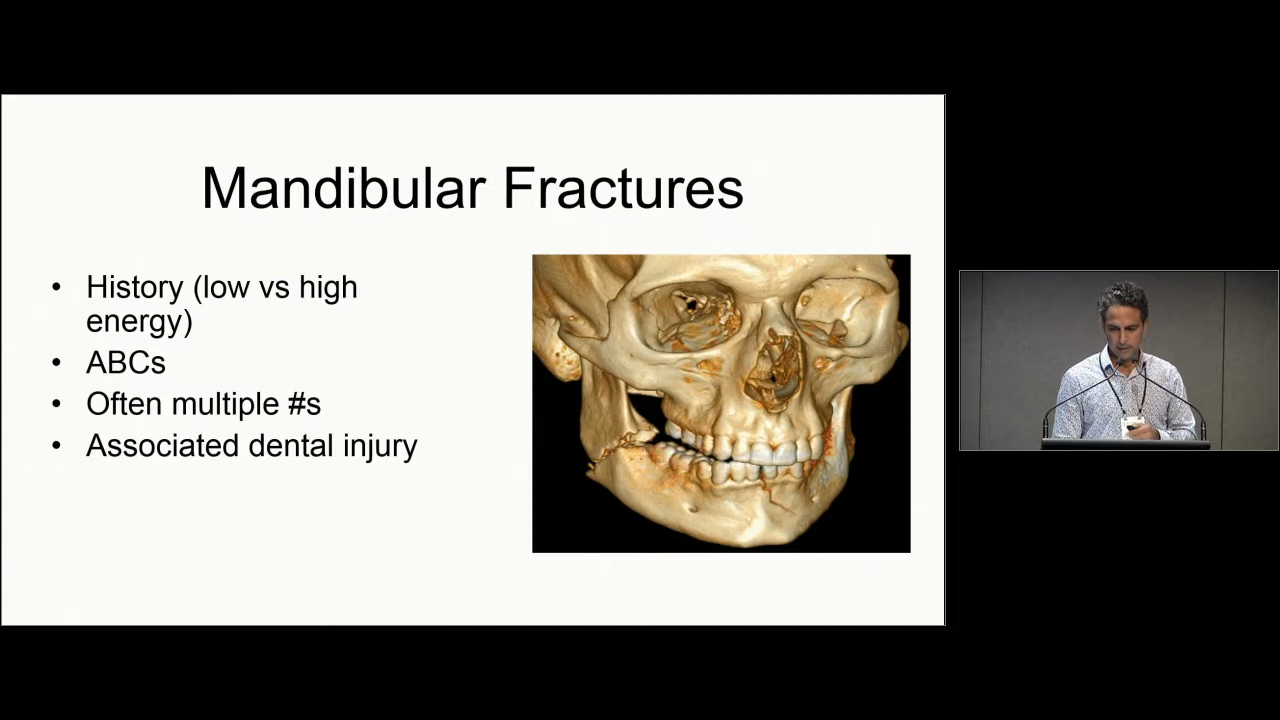 Mandibular Fractures
• History (low vs high
energy)
• ABCs
• Often multiple #s
• Associated dental injury